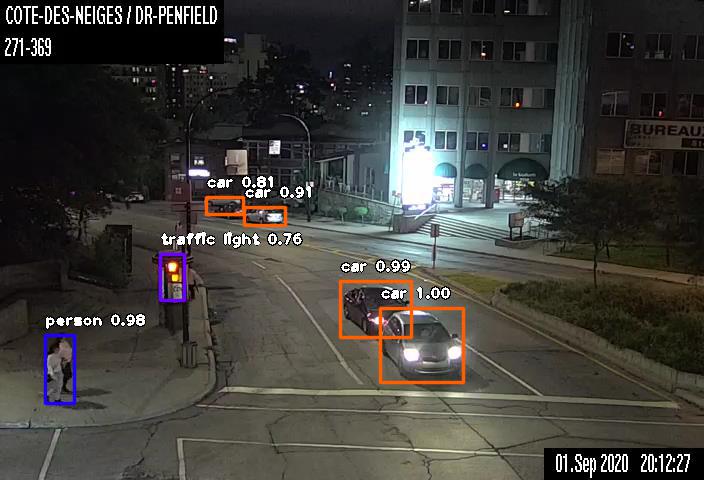 COTE-DES-NEIGES / DR-PENFIELD
271-369
car 0.81
car 0.91
traffic light 0.76
car 0.99
car 1.00
person 0.98
BUREAUX
01.Sep 2020 20:12:27